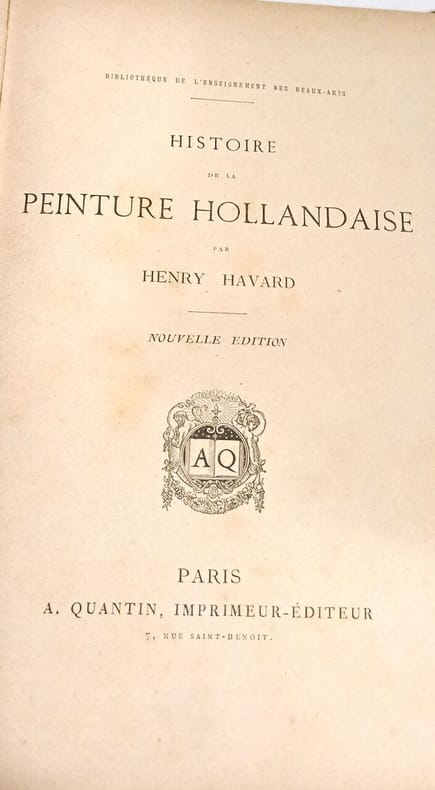 BIBLIOTHÈQUE DE L'ENSEIGNEMENT DES BEAUX-ARTS
HISTOIRE
DE LA
PEINTURE HOLLANDAISE
PAR
HENRY HAVARD
NOUVELLE EDITION
AQ
PARIS
A. QUANTIN, IMPRIMEUR-ÉDITEUR
7, RUE SAINT-BENOIT.